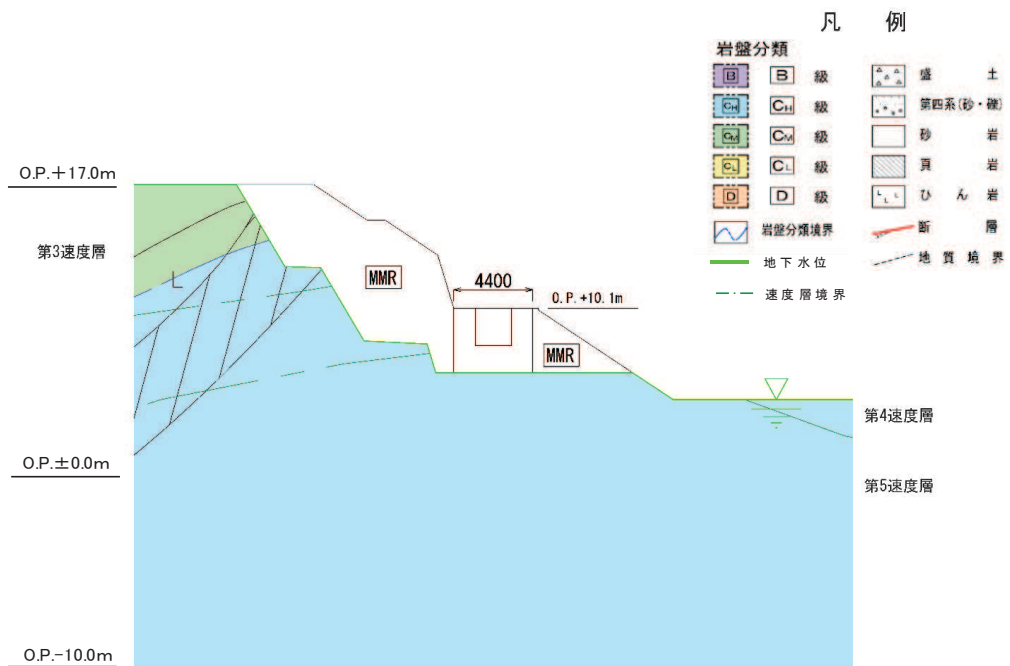 凡 例
岩盤分類
B B 級
CH CH 級
CM CM 級
CL CL 級
D D 級
岩盤分類境界
地下水位
速度層境界
盛 土
第四系(砂・礫)
砂 岩
頁 岩
ひん岩
断 層
地質境界
O.P.+17.0m
第3速度層
L
MMR
4400
O.P.+10.1m
MMR
第4速度層
O.P.±0.0m
第5速度層
O.P.-10.0m